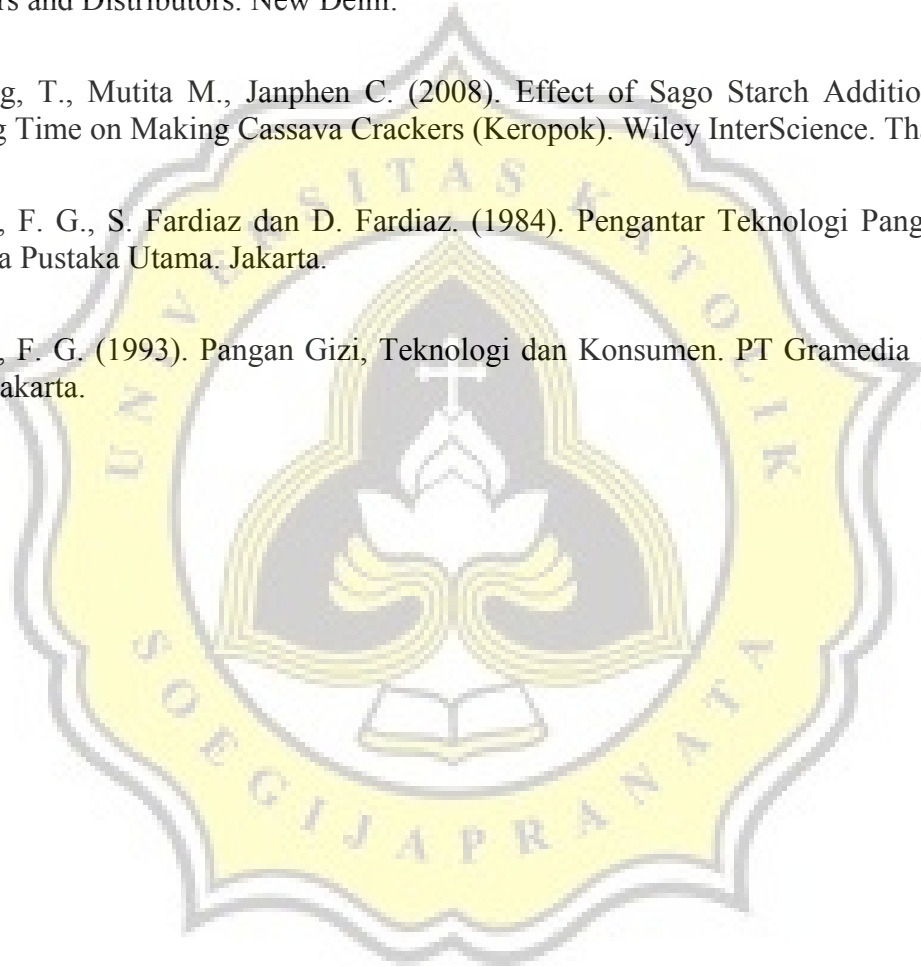 rs and Distributors. New Delhi.
g, T., Mutita M., Janphen C. (2008). Effect of Sago Starch Additio
g Time on Making Cassava Crackers (Keropok). Wiley InterScience. Th
, F. G., S. Fardiaz dan D. Fardiaz. (1984). Pengantar Teknologi Pang
a Pustaka Utama. Jakarta.
, F. G. (1993). Pangan Gizi, Teknologi dan Konsumen. PT Gramedia
akarta.
UNIVERSITAS KATOLIK
SOEGIJAPRANATA